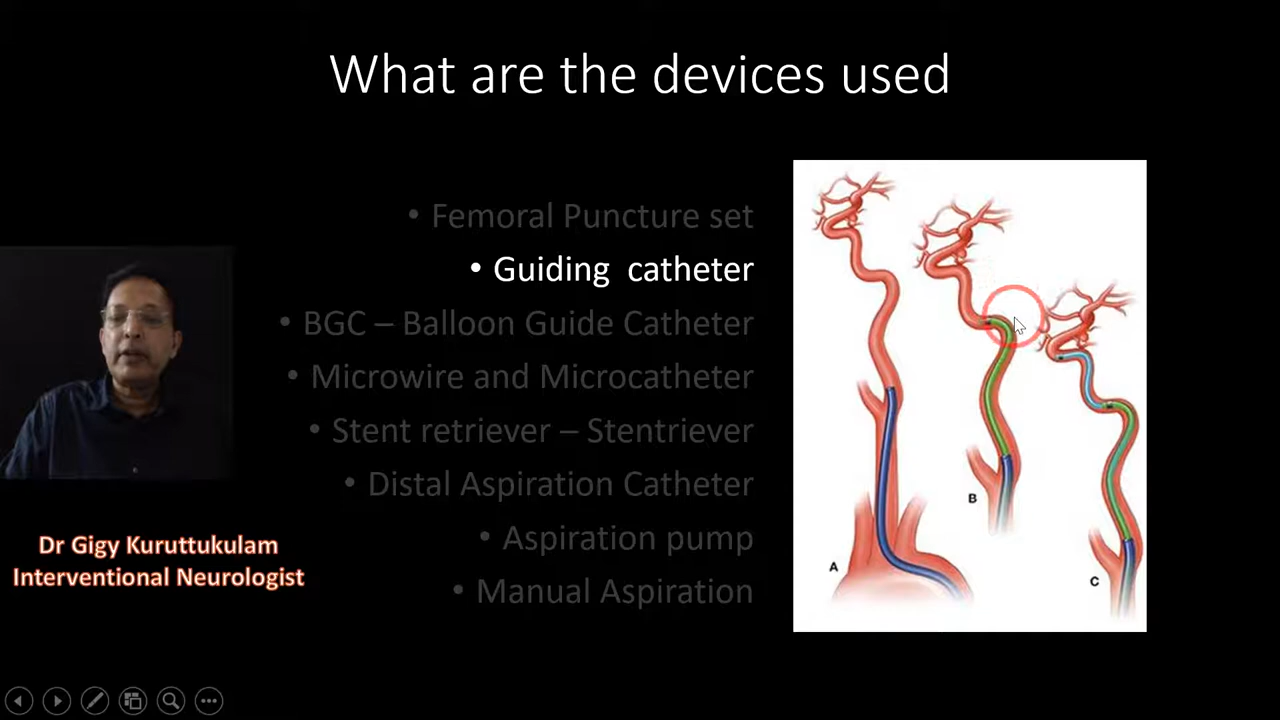 What are the devices used
• Femoral Puncture set
• Guiding catheter
• BGC – Balloon Guide Catheter
• Microwire and Microcatheter
• Stent retriever – Stentriever
• Distal Aspiration Catheter
• Aspiration pump
• Manual Aspiration
A
B
C
Dr Gigy Kuruttukulam
Interventional Neurologist